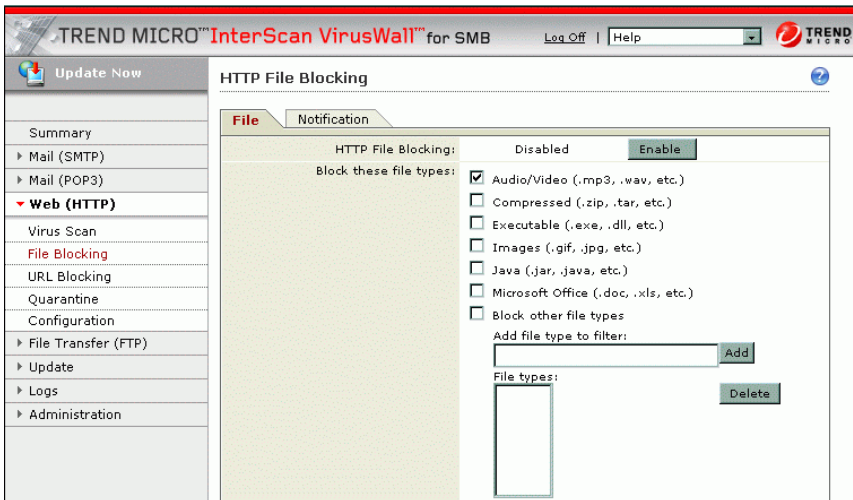 TREND MICRO™InterScan VirusWall™for SMB
Log Off | Help
TREND
MICRO
Update Now
Summary
Mail (SMTP)
Mail (POP3)
Web (HTTP)
Virus Scan
File Blocking
URL Blocking
Quarantine
Configuration
File Transfer (FTP)
Update
Logs
Administration
HTTP File Blocking
?
File
Notification
HTTP File Blocking: Disabled Enable
Block these file types:
Audio/Video (.mp3, .wav, etc.)
Compressed (.zip, .tar, etc.)
Executable (.exe, .dll, etc.)
Images (.gif, .jpg, etc.)
Java (.jar, .java, etc.)
Microsoft Office (.doc, .xls, etc.)
Block other file types
Add file type to filter:
Add
File types:
Delete